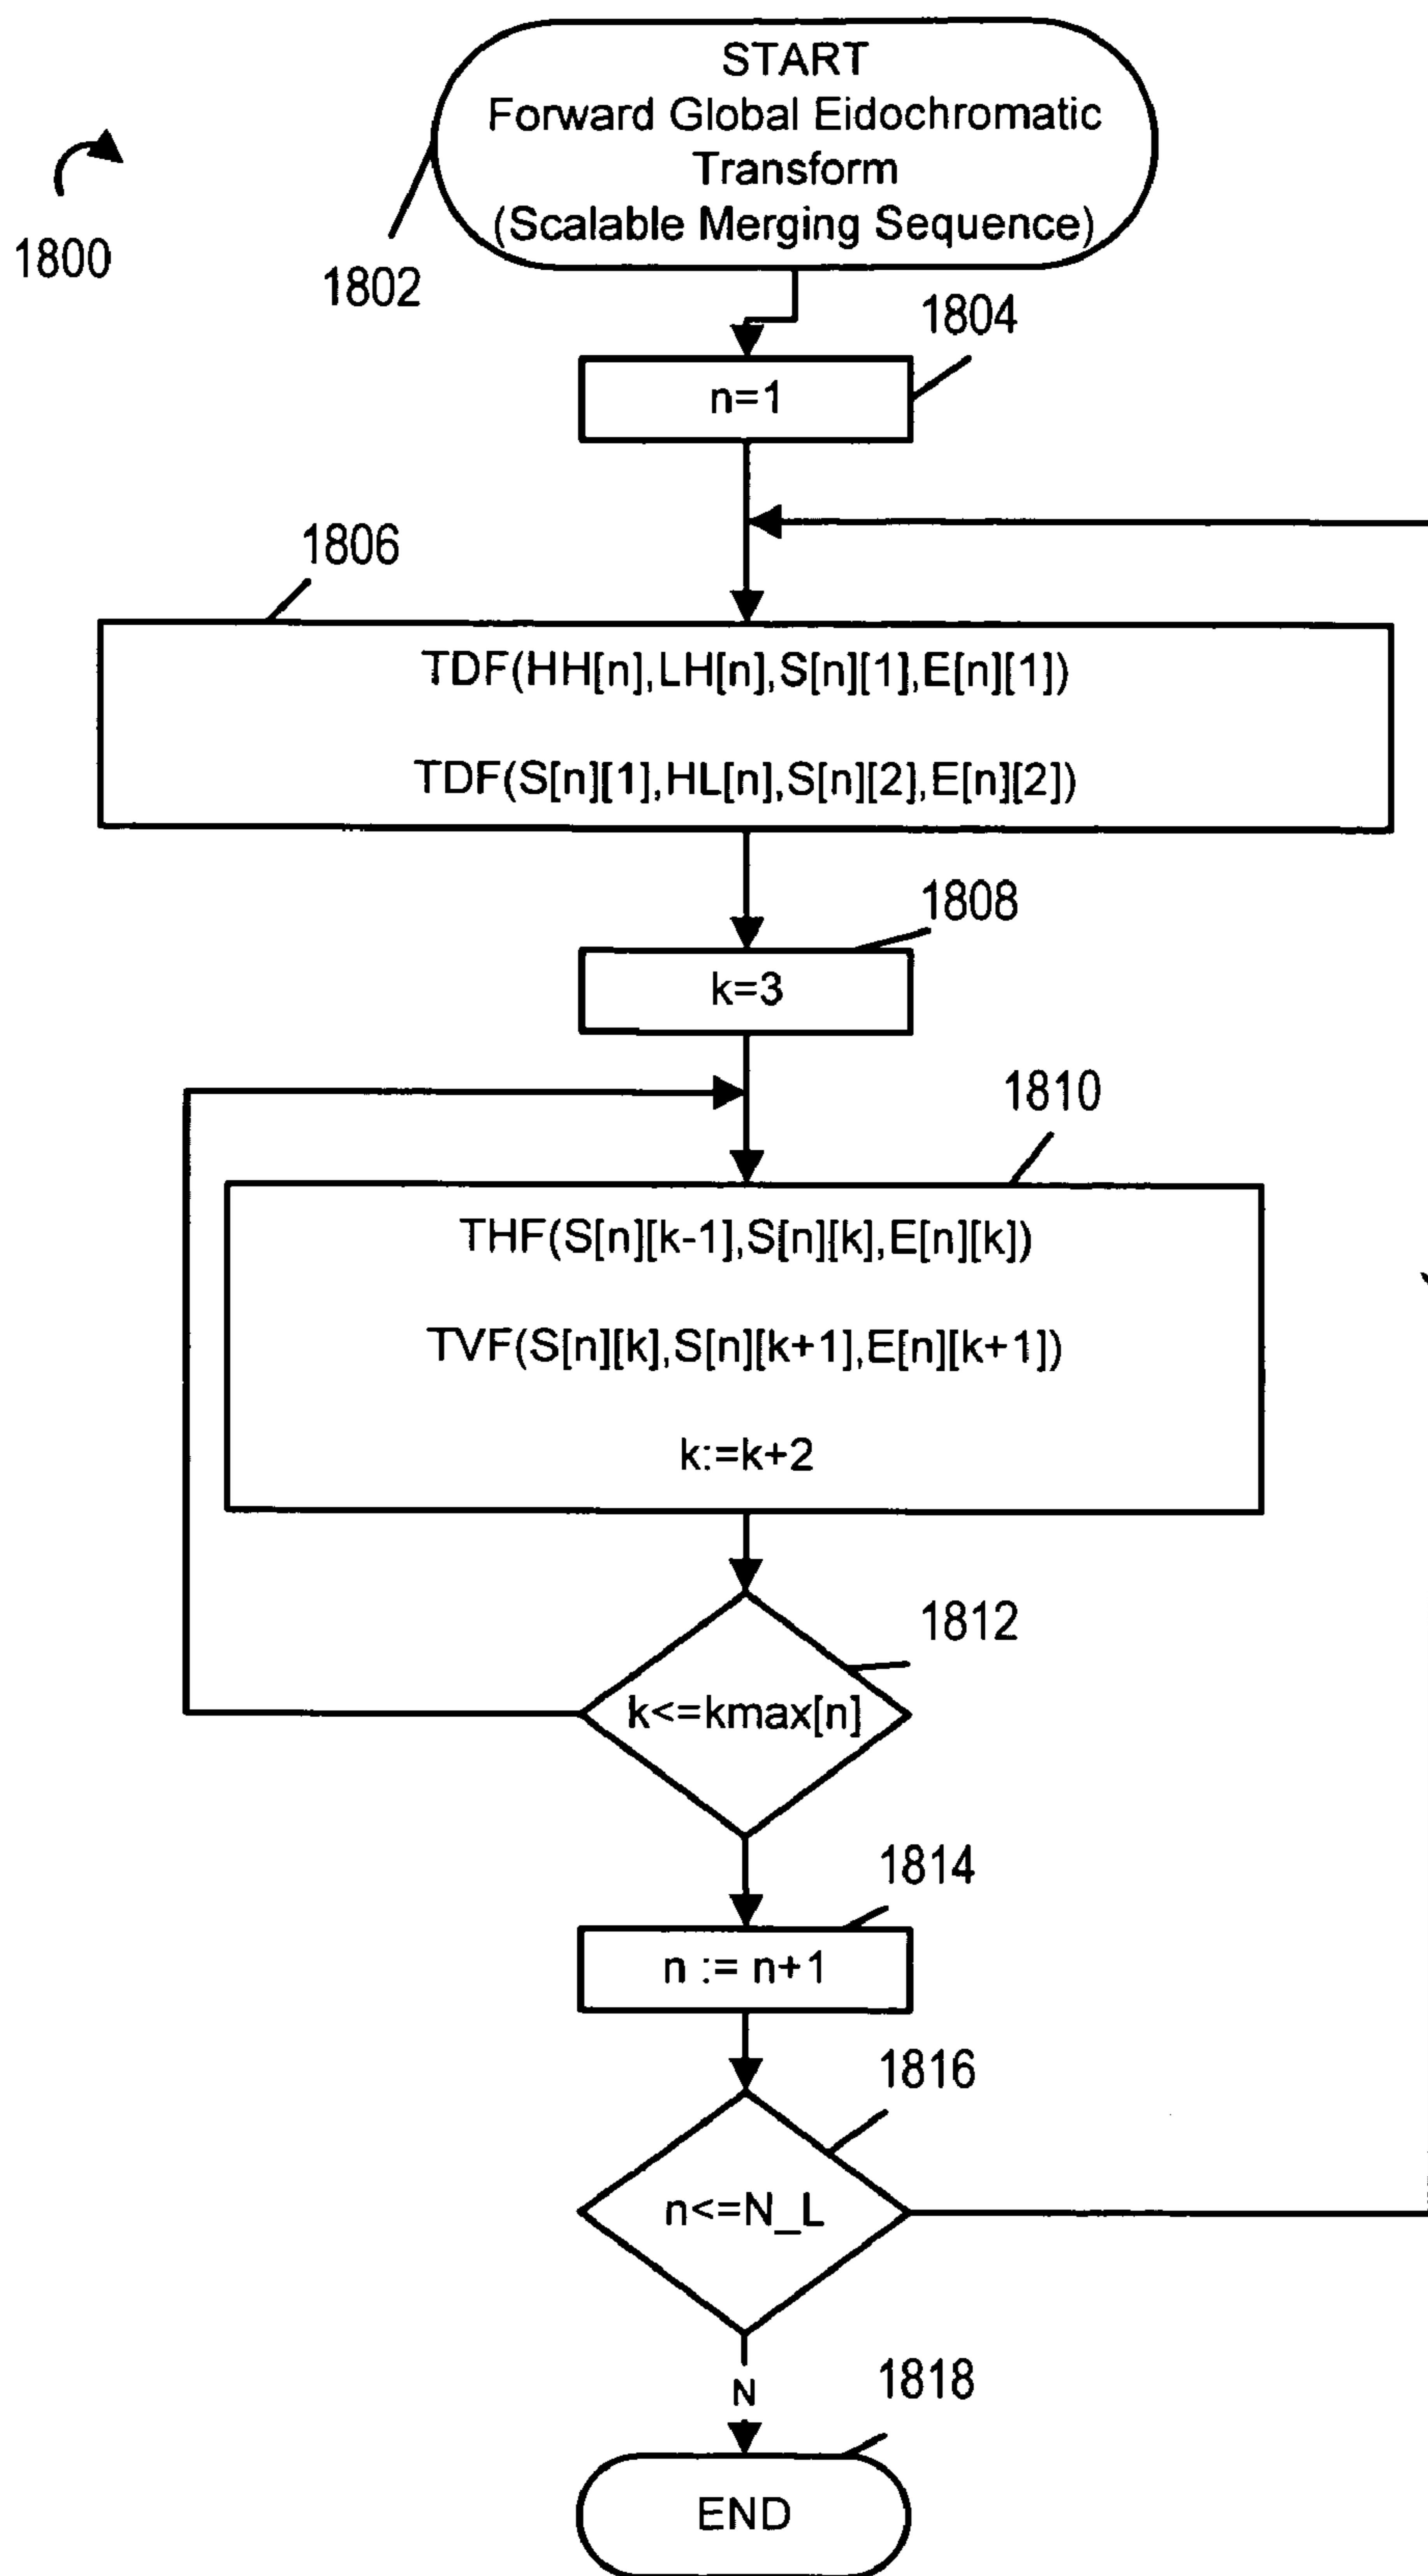 START
Forward Global Eidochromatic
Transform
(Scalable Merging Sequence)
1800
1802
1804
n=1
1806
TDF(HH[n],LH[n],S[n][1],E[n][1])
TDF(S[n][1],HL[n],S[n][2],E[n][2])
1808
k=3
1810
THF(S[n][k-1],S[n][k],E[n][k])
TVF(S[n][k],S[n][k+1],E[n][k+1])
k:=k+2
1812
k<=kmax[n]
1814
n := n+1
1816
n<=N_L
N
1818
END